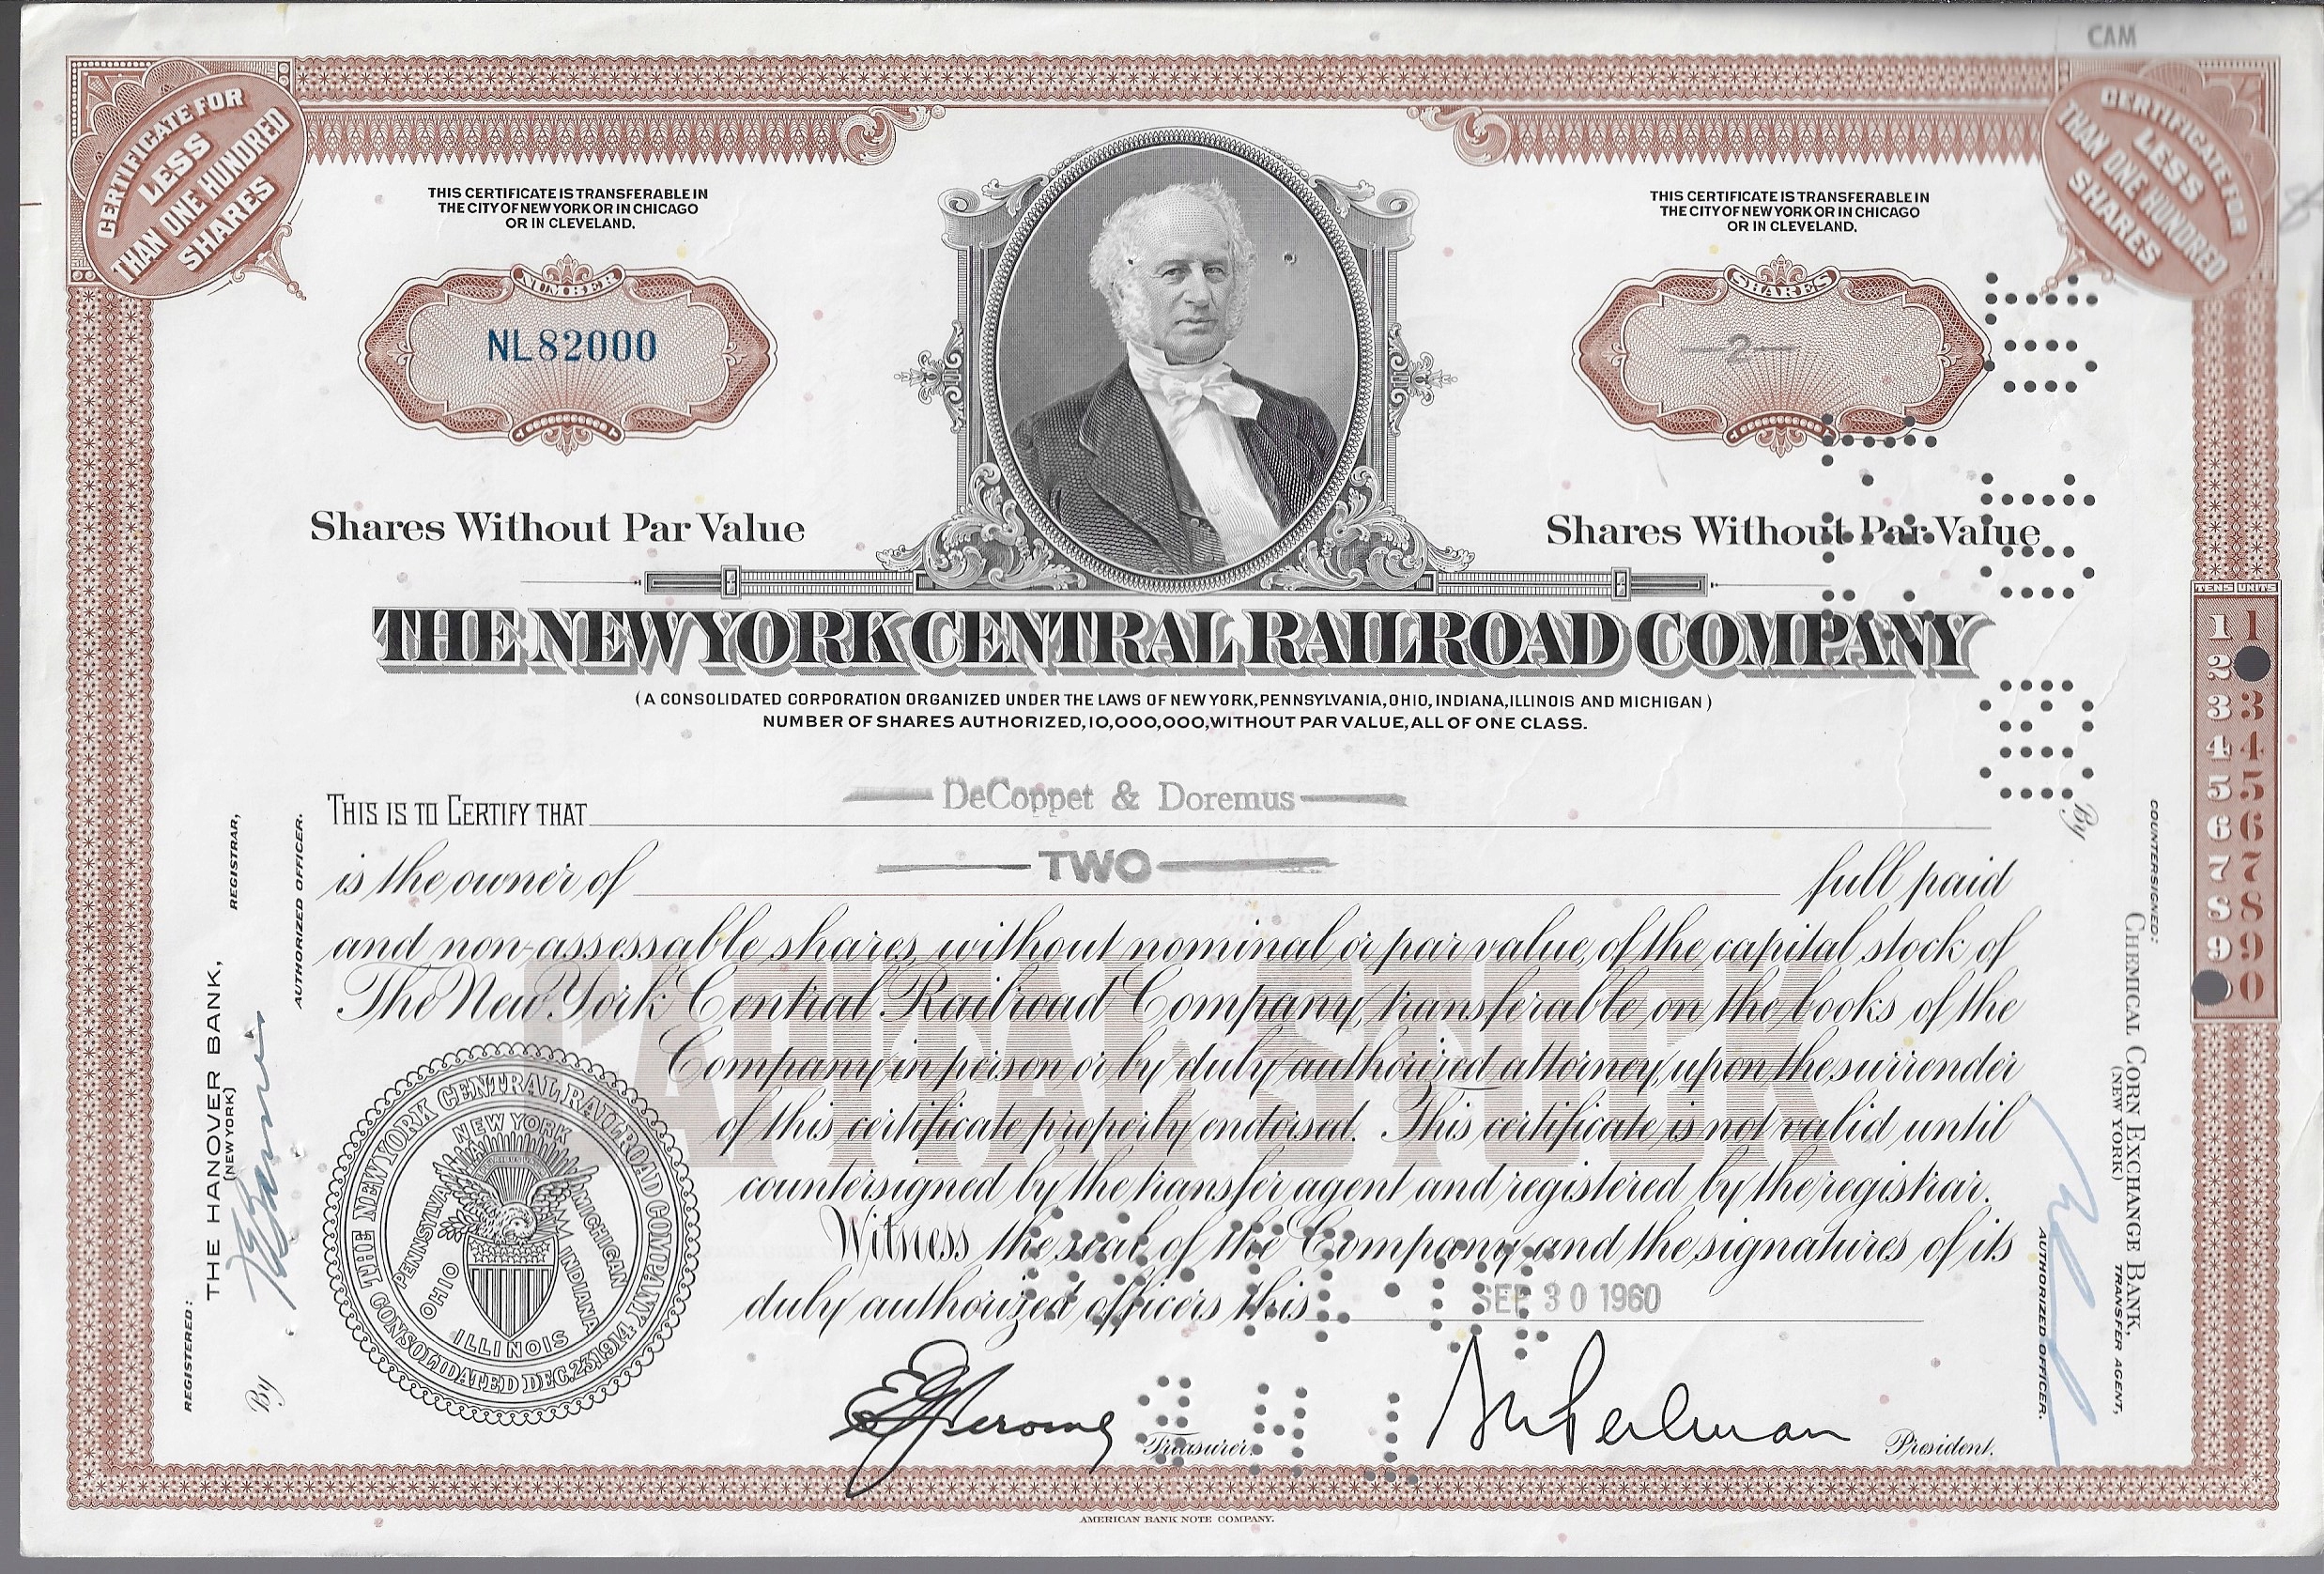 CAM
CERTIFICATE FOR
LESS
THAN ONE HUNDRED
SHARES
CERTIFICATE FOR
LESS
THAN ONE HUNDRED
SHARES
THIS CERTIFICATE IS TRANSFERABLE IN
THE CITY OF NEW YORK OR IN CHICAGO
OR IN CLEVELAND.
THIS CERTIFICATE IS TRANSFERABLE IN
THE CITY OF NEW YORK OR IN CHICAGO
OR IN CLEVELAND.
NUMBER
NL82000
SHARES
—2—
Shares Without Par Value
Shares Without Par Value
THE NEW YORK CENTRAL RAILROAD COMPANY
(A CONSOLIDATED CORPORATION ORGANIZED UNDER THE LAWS OF NEW YORK, PENNSYLVANIA, OHIO, INDIANA, ILLINOIS AND MICHIGAN)
NUMBER OF SHARES AUTHORIZED, 10,000,000, WITHOUT PAR VALUE, ALL OF ONE CLASS.
THIS IS TO CERTIFY THAT DeCoppet & Doremus
is the owner of TWO full paid
and non-assessable shares, without nominal or par value, of the capital stock of
The New York Central Railroad Company, transferable on the books of the
Company in person or by duly authorized attorney, upon the surrender
of this certificate properly endorsed. This certificate is not valid until
countersigned by the transfer agent and registered by the registrar.
Witness the seal of the Company and the signatures of its
duly authorized officers this SEP 30 1960
CAPITAL STOCK
THE NEW YORK CENTRAL RAILROAD COMPANY
CONSOLIDATED DEC. 23, 1914
NEW YORK
PENNSYLVANIA
OHIO
ILLINOIS
INDIANA
MICHIGAN
Treasurer.
President.
REGISTERED:
THE HANOVER BANK,
(NEW YORK)
REGISTRAR,
By
AUTHORIZED OFFICER.
COUNTERSIGNED:
CHEMICAL CORN EXCHANGE BANK,
(NEW YORK)
TRANSFER AGENT,
By
AUTHORIZED OFFICER.
TENS UNITS
1 1
2
3 3
4 4
5 5
6 6
7 7
8 8
9 9
0
AMERICAN BANK NOTE COMPANY.